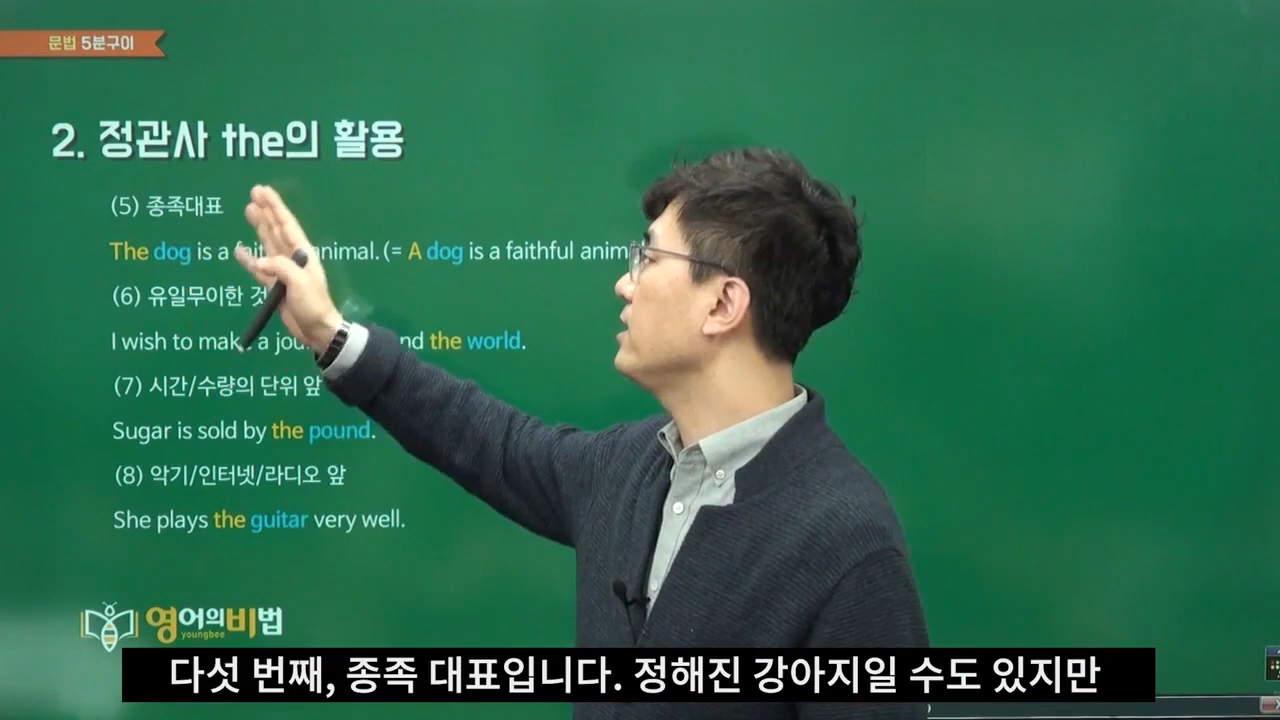 문법 5분구이
2. 정관사 the의 활용
(5) 종족대표
The dog is a animal. (= A dog is a faithful
(6) 유일무이한
I wish to make a the world.
(7) 시간/수량의 단위 앞
Sugar is sold by the pound.
(8) 악기/인터넷/라디오 앞
She plays the guitar very well.
영어의비법
youngbee
다섯 번째, 종족 대표입니다. 정해진 강아지일 수도 있지만